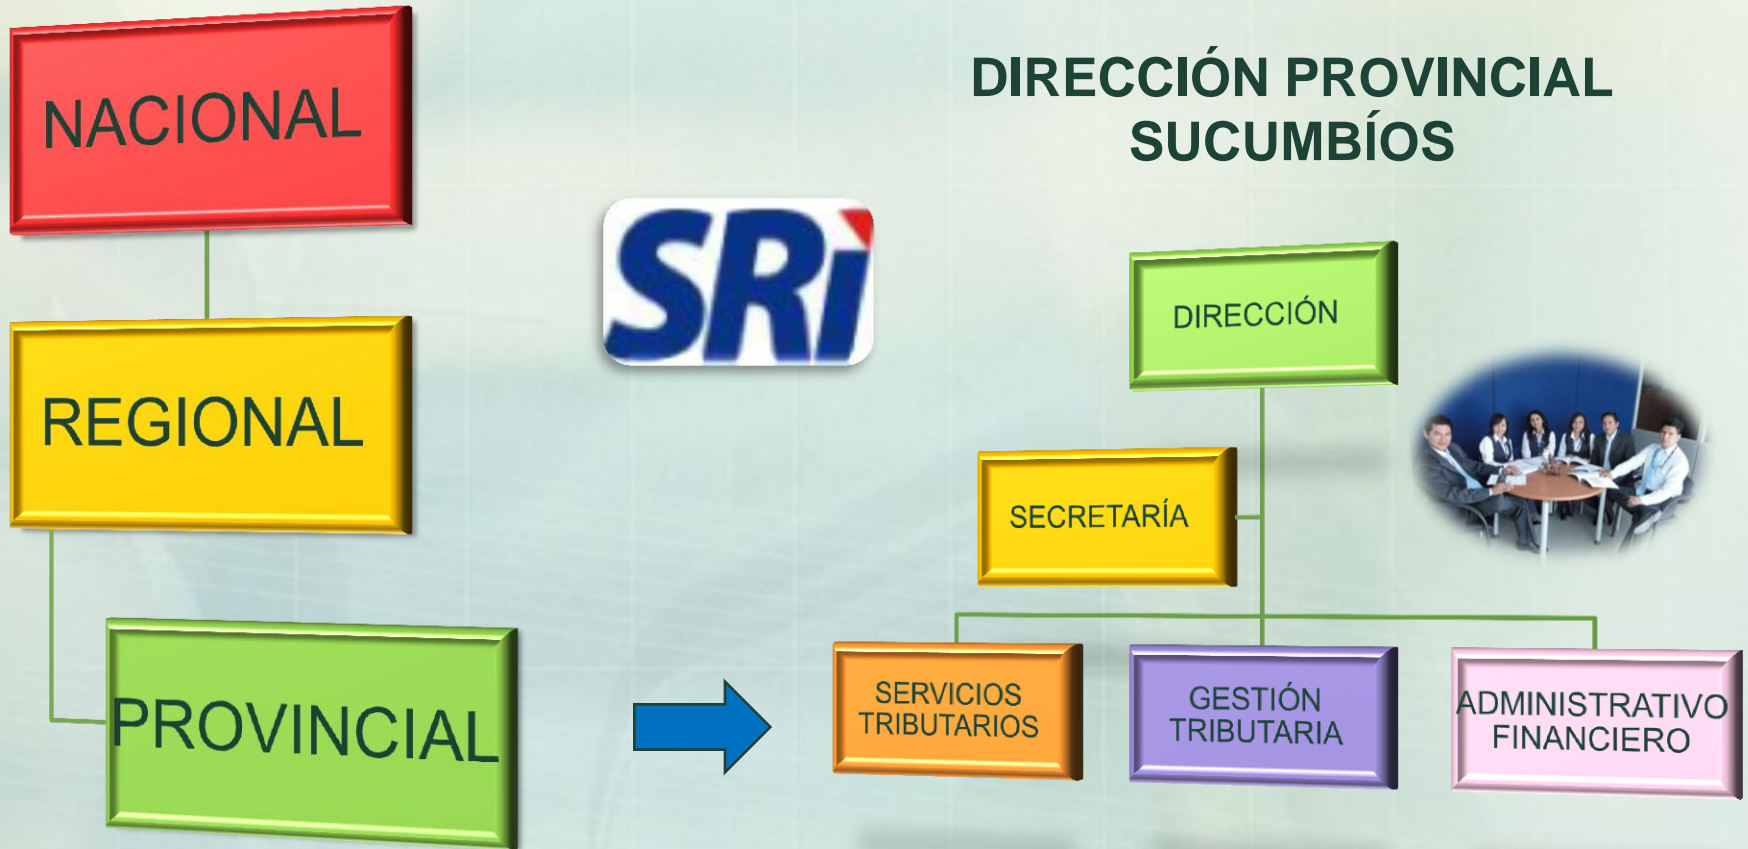 NACIONAL
REGIONAL
PROVINCIAL
SRi
DIRECCIÓN PROVINCIAL
SUCUMBÍOS
DIRECCIÓN
SECRETARÍA
SERVICIOS
TRIBUTARIOS
GESTIÓN
TRIBUTARIA
ADMINISTRATIVO
FINANCIERO